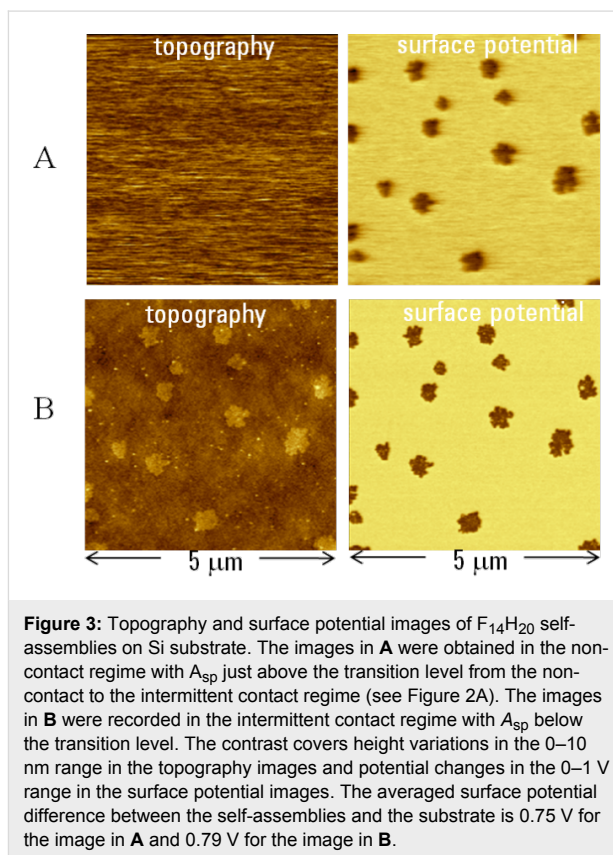 topography surface potential
A
topography surface potential
B
5 μm 5 μm
Figure 3: Topography and surface potential images of F14H20 self-
assemblies on Si substrate. The images in A were obtained in the non-
contact regime with Asp just above the transition level from the non-
contact to the intermittent contact regime (see Figure 2A). The images
in B were recorded in the intermittent contact regime with Asp below
the transition level. The contrast covers height variations in the 0–10
nm range in the topography images and potential changes in the 0–1 V
range in the surface potential images. The averaged surface potential
difference between the self-assemblies and the substrate is 0.75 V for
the image in A and 0.79 V for the image in B.